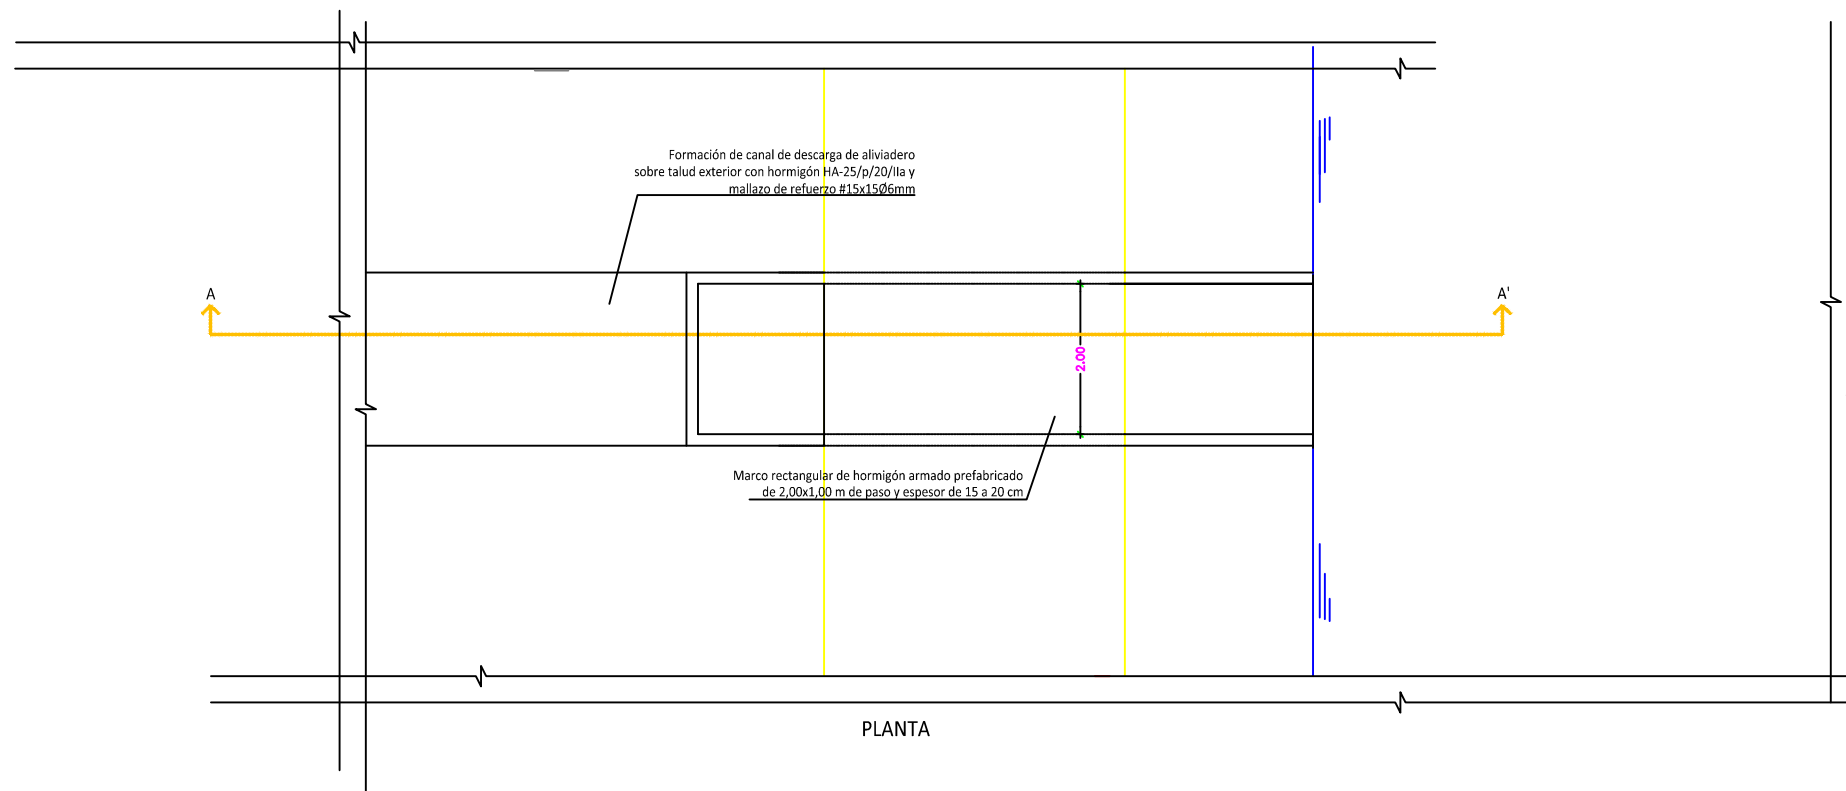 Formación de canal de descarga de aliviadero
sobre talud exterior con hormigón HA-25/p/20/IIa y
mallazo de refuerzo #15x15Ø6mm
A
A'
2,00
Marco rectangular de hormigón armado prefabricado
de 2,00x1,00 m de paso y espesor de 15 a 20 cm
PLANTA